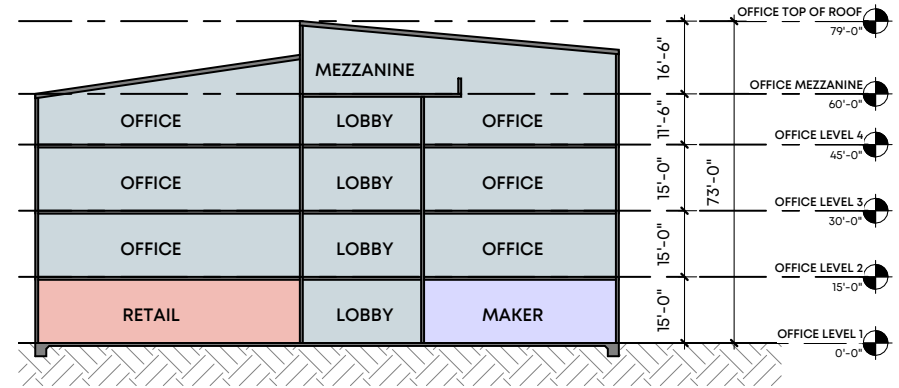 OFFICE TOP OF ROOF
79'-0"
16'-6"
MEZZANINE
OFFICE MEZZANINE
60'-0"
OFFICE
LOBBY
OFFICE
11'-6"
OFFICE LEVEL 4
45'-0"
OFFICE
LOBBY
OFFICE
15'-0"
73'-0"
OFFICE LEVEL 3
30'-0"
OFFICE
LOBBY
OFFICE
15'-0"
OFFICE LEVEL 2
15'-0"
RETAIL
LOBBY
MAKER
15'-0"
OFFICE LEVEL 1
0'-0"